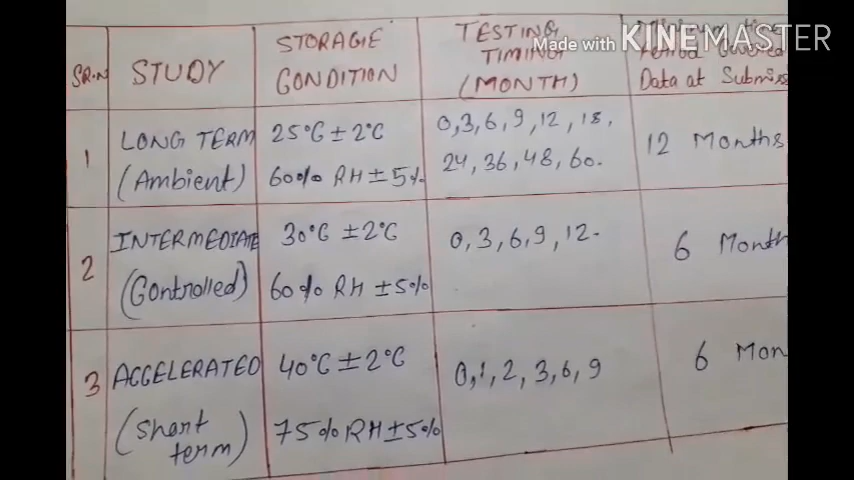 Made with KINEMASTER
SR.N
STUDY
STORAGE
CONDITION
TESTING
TIMING
(MONTH)
Data at Submiss
1
LONG TERM
(Ambient)
25°C ± 2°C
60% RH ± 5%
0, 3, 6, 9, 12, 18,
24, 36, 48, 60.
12 Months
2
INTERMEDIATE
(Controlled)
30°C ± 2°C
60% RH ± 5%
0, 3, 6, 9, 12.
6 Month
3
ACCELERATED
(Short
term)
40°C ± 2°C
75% RH ± 5%
0, 1, 2, 3, 6, 9
6 Mon